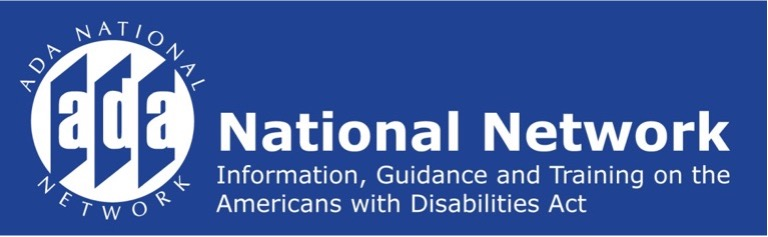 ADA NATIONAL
ada
NETWORK
National Network
Information, Guidance and Training on the
Americans with Disabilities Act